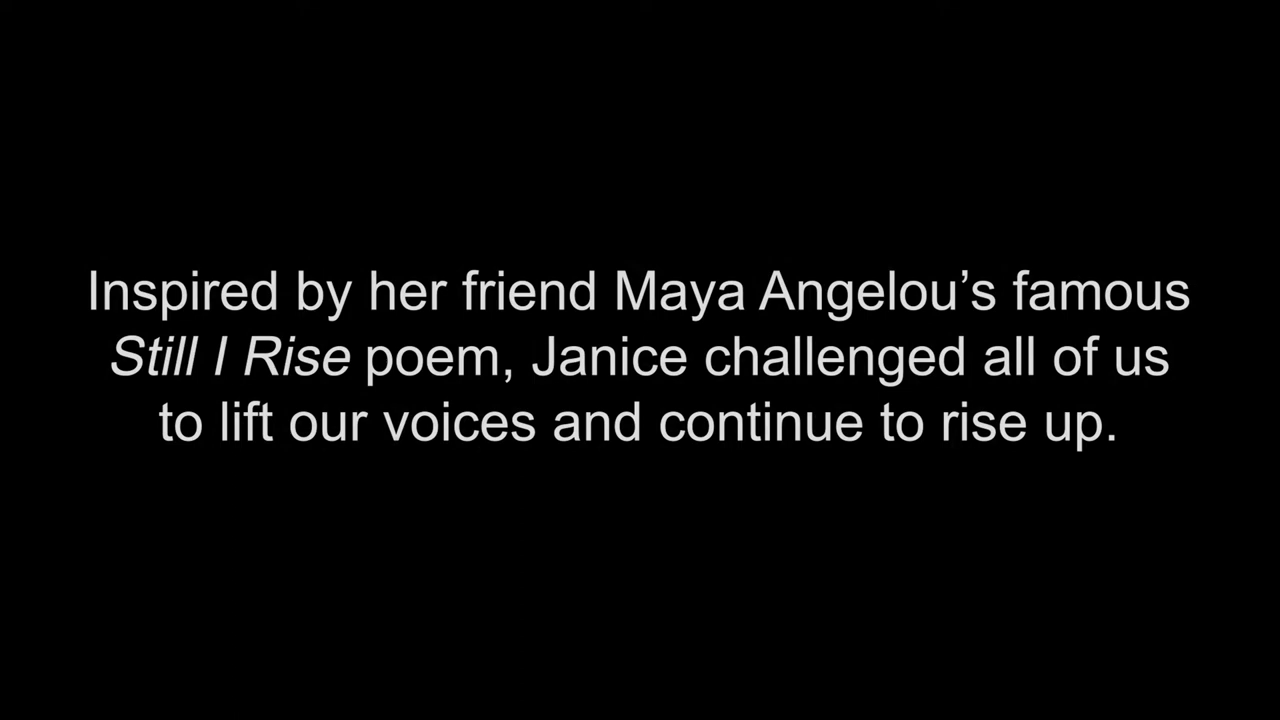 Inspired by her friend Maya Angelou’s famous
Still I Rise poem, Janice challenged all of us
to lift our voices and continue to rise up.